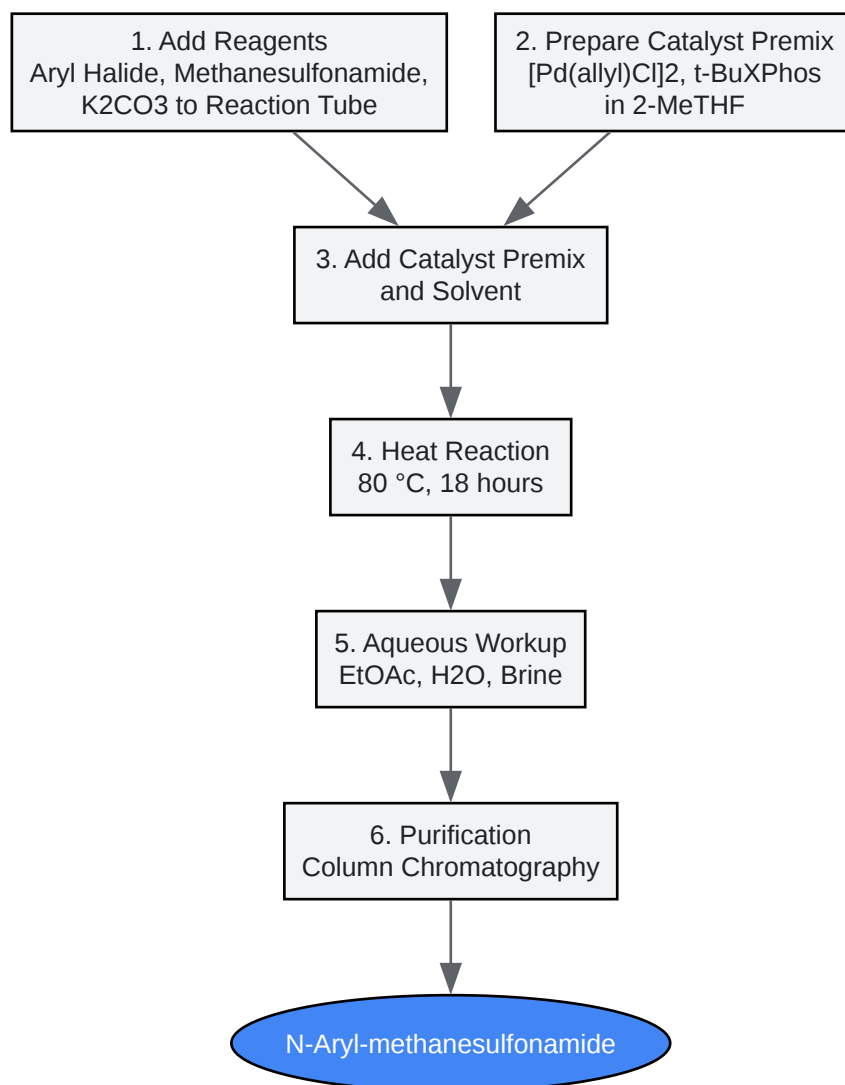 1. Add Reagents
Aryl Halide, Methanesulfonamide,
K2CO3 to Reaction Tube
2. Prepare Catalyst Premix
[Pd(allyl)Cl]2, t-BuXPhos
in 2-MeTHF
3. Add Catalyst Premix
and Solvent
4. Heat Reaction
80 °C, 18 hours
5. Aqueous Workup
EtOAc, H2O, Brine
6. Purification
Column Chromatography
N-Aryl-methanesulfonamide